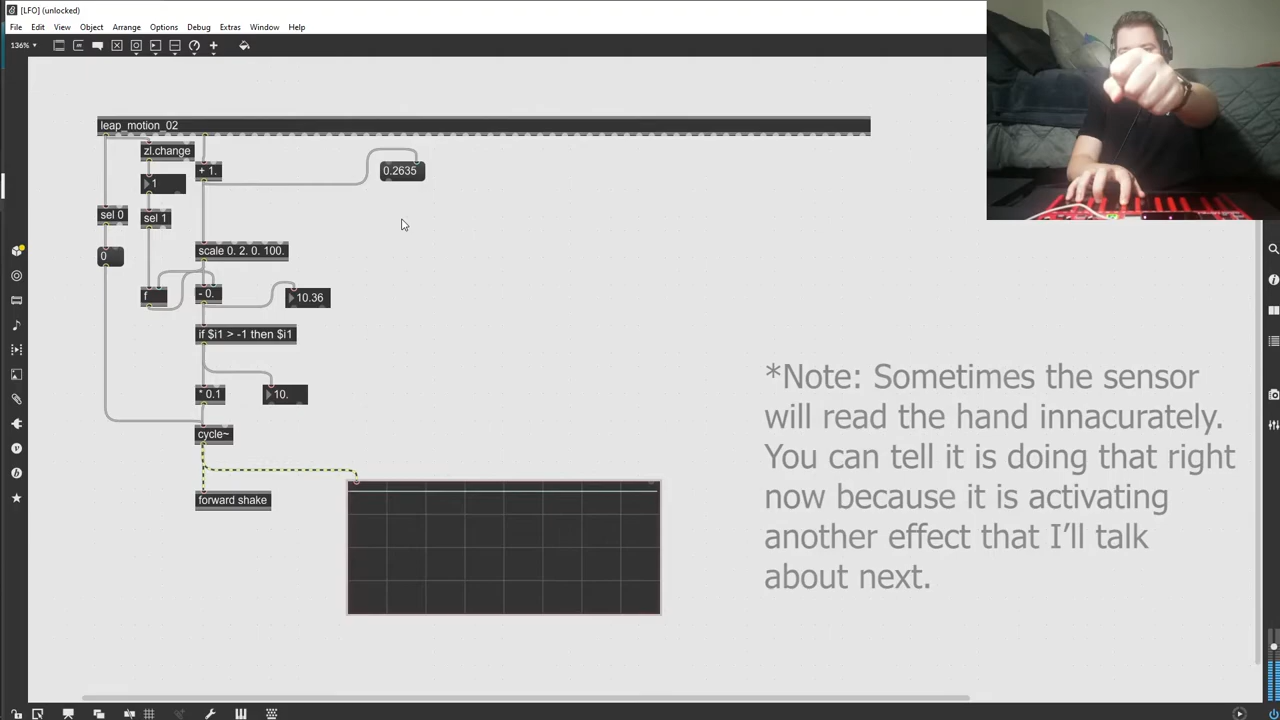 [LFO] (unlocked)
File Edit View Object Arrange Options Debug Extras Window Help
136%
leap_motion_02
zl.change
+ 1.
0.2635
1
sel 0
sel 1
0
scale 0. 2. 0. 100.
f
- 0.
10.36
if $i1 > -1 then $i1
* 0.1
10.
cycle~
forward shake
*Note: Sometimes the sensor
will read the hand innacurately.
You can tell it is doing that right
now because it is activating
another effect that I'll talk
about next.